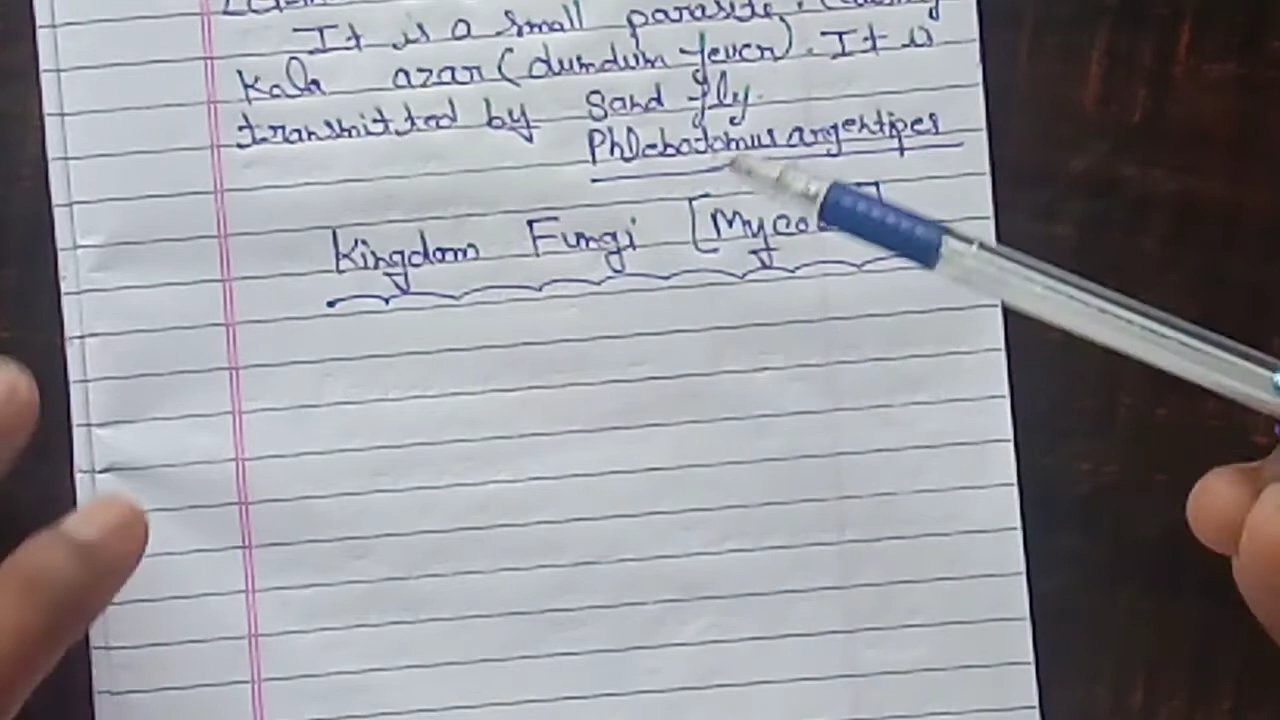 It is a small parasite,
Kala azar (dumdum fever). It is
transmitted by Sand fly.
Phlebotomus argentipes
Kingdom Fungi [Myco